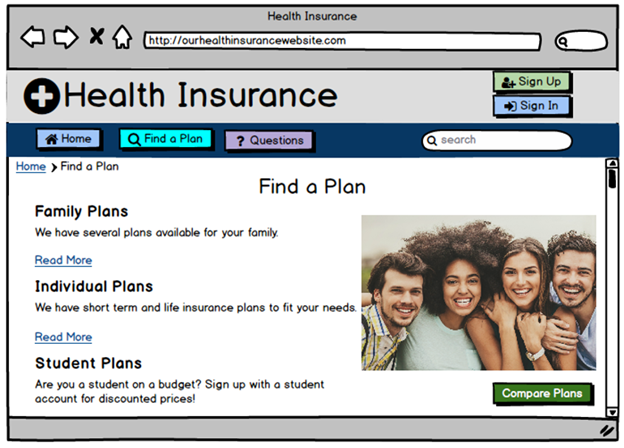 Health Insurance
http://ourhealthinsurancewebsite.com
Health Insurance
Sign Up
Sign In
Home
Find a Plan
? Questions
search
Home > Find a Plan
Find a Plan
Family Plans
We have several plans available for your family.
Read More
Individual Plans
We have short term and life insurance plans to fit your needs.
Read More
Student Plans
Are you a student on a budget? Sign up with a student
account for discounted prices!
Compare Plans